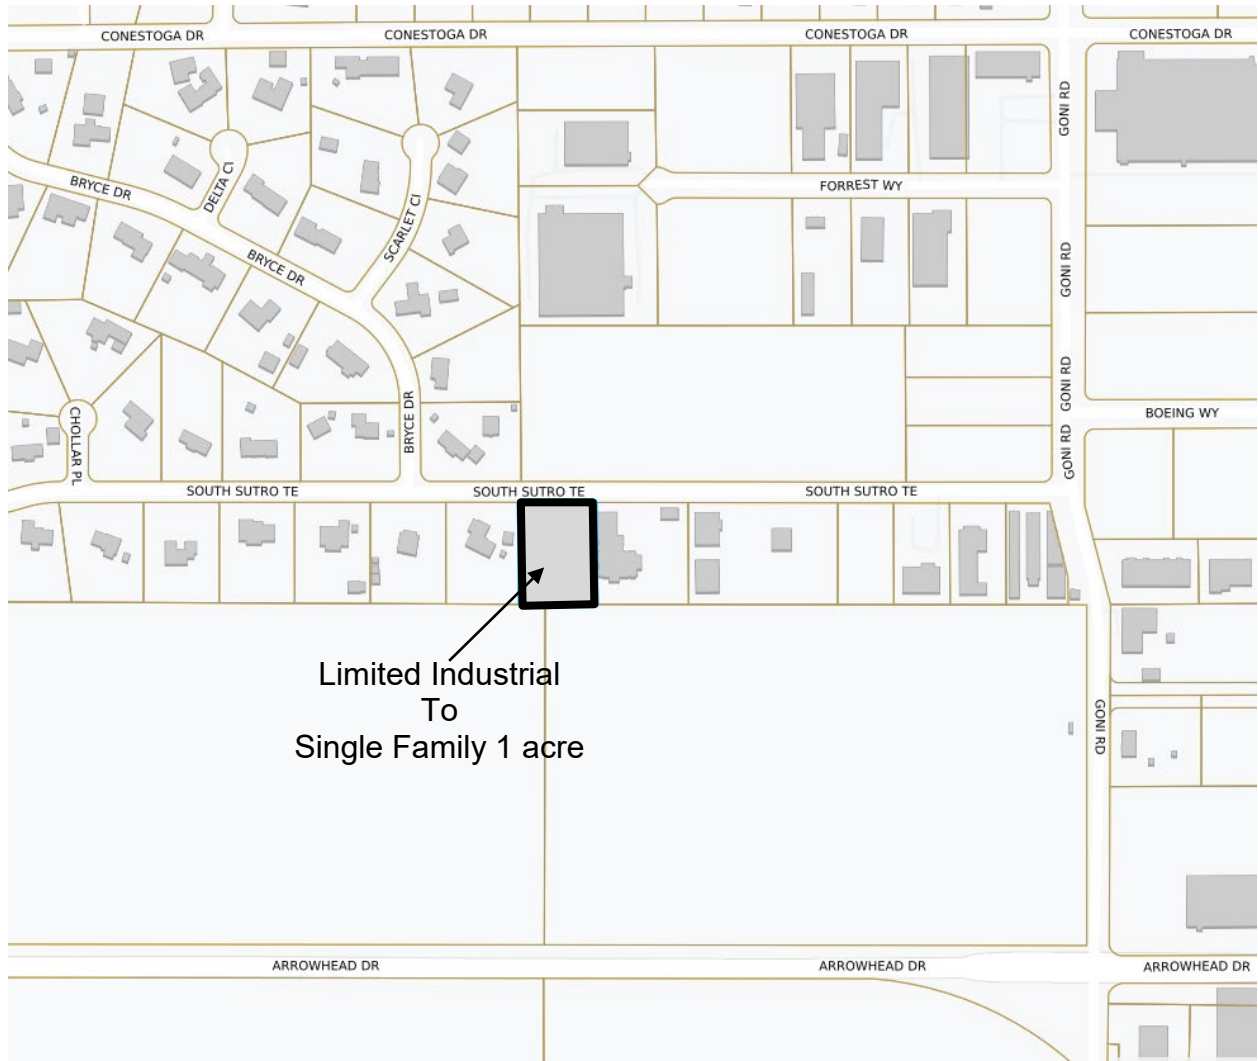 CONESTOGA DR
CONESTOGA DR
CONESTOGA DR
CONESTOGA DR
GONI RD
BRYCE DR
DELTA CI
SCARLET CI
FORREST WY
BRYCE DR
GONI RD
GONI RD
BRYCE DR
CHOLLAR PL
GONI RD
BOEING WY
SOUTH SUTRO TE
SOUTH SUTRO TE
SOUTH SUTRO TE
Limited Industrial
To
Single Family 1 acre
GONI RD
ARROWHEAD DR
ARROWHEAD DR
ARROWHEAD DR